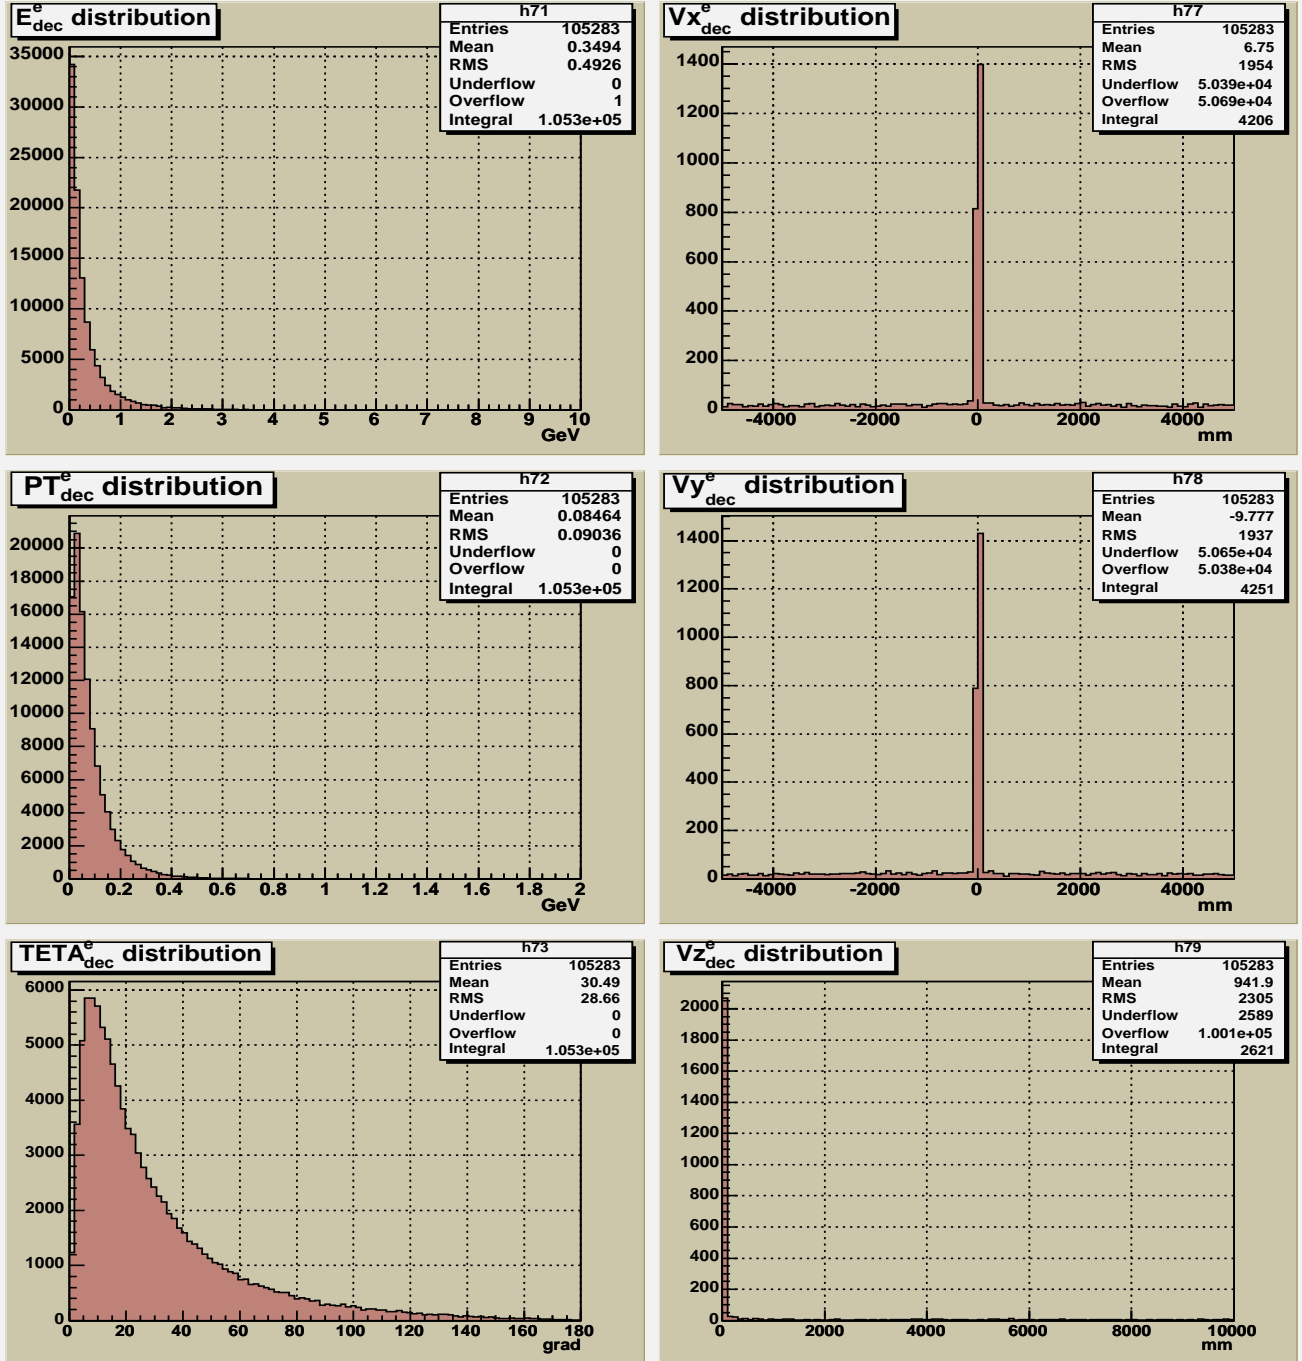 E^e_dec distribution
h71
Entries 105283
Mean 0.3494
RMS 0.4926
Underflow 0
Overflow 1
Integral 1.053e+05
35000
30000
25000
20000
15000
10000
5000
0
0 1 2 3 4 5 6 7 8 9 10
GeV
Vx^e_dec distribution
h77
Entries 105283
Mean 6.75
RMS 1954
Underflow 5.039e+04
Overflow 5.069e+04
Integral 4206
1400
1200
1000
800
600
400
200
0
-4000 -2000 0 2000 4000
mm
PT^e_dec distribution
h72
Entries 105283
Mean 0.08464
RMS 0.09036
Underflow 0
Overflow 0
Integral 1.053e+05
20000
18000
16000
14000
12000
10000
8000
6000
4000
2000
0
0 0.2 0.4 0.6 0.8 1 1.2 1.4 1.6 1.8 2
GeV
Vy^e_dec distribution
h78
Entries 105283
Mean -9.777
RMS 1937
Underflow 5.065e+04
Overflow 5.038e+04
Integral 4251
1400
1200
1000
800
600
400
200
0
-4000 -2000 0 2000 4000
mm
TETA^e_dec distribution
h73
Entries 105283
Mean 30.49
RMS 28.66
Underflow 0
Overflow 0
Integral 1.053e+05
6000
5000
4000
3000
2000
1000
0
0 20 40 60 80 100 120 140 160 180
grad
Vz^e_dec distribution
h79
Entries 105283
Mean 941.9
RMS 2305
Underflow 2589
Overflow 1.001e+05
Integral 2621
2000
1800
1600
1400
1200
1000
800
600
400
200
0
0 2000 4000 6000 8000 10000
mm